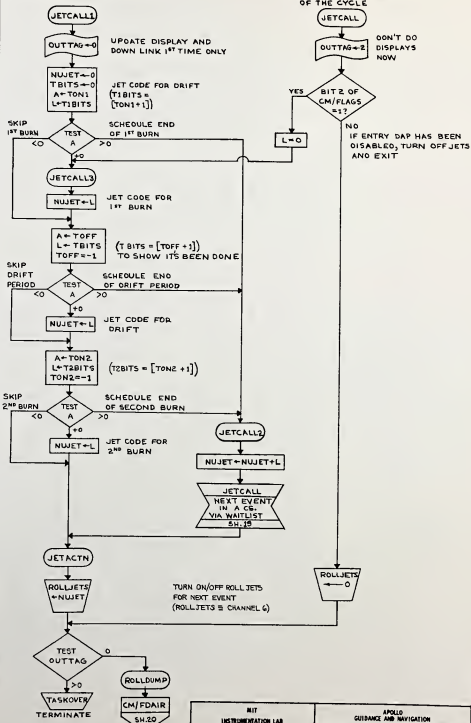 OF THE CYCLE
JETCALL1
JETCALL
OUTTAG←0
UPDATE DISPLAY AND
DOWN LINK 1ST TIME ONLY
OUTTAG←2
DON'T DO
DISPLAYS
NOW
NUJET←0
TBITS←0
A←TON1
L←T1BITS
JET CODE FOR DRIFT
(T1BITS =
[TON1+1])
YES
BIT 2 OF
CM/FLAGS
=1?
NO
IF ENTRY DAP HAS BEEN
DISABLED, TURN OFF JETS
AND EXIT
L=0
SKIP
1ST BURN
<0
TEST
A
>0
SCHEDULE END
OF 1ST BURN
+0
JETCALL3
NUJET←L
JET CODE FOR
1ST BURN
A←TOFF
L←TBITS
TOFF=-1
(T BITS = [TOFF +1])
TO SHOW IT'S BEEN DONE
SKIP
DRIFT
PERIOD
<0
TEST
A
>0
SCHEDULE END
OF DRIFT PERIOD
+0
NUJET←L
JET CODE FOR
DRIFT
A←TON2
L←T2BITS
TON2=-1
(T2BITS = [TON2 +1])
SKIP
2ND BURN
<0
TEST
A
>0
SCHEDULE END
OF SECOND BURN
+0
NUJET←L
JET CODE FOR
2ND BURN
JETCALL2
NUJET←NUJET+L
JETCALL
NEXT EVENT
IN A CS.
VIA WAITLIST
SH.19
JETACTN
ROLLJETS
←NUJET
TURN ON/OFF ROLL JETS
FOR NEXT EVENT
(ROLLJETS ≡ CHANNEL 6)
ROLLJETS
←0
TEST
OUTTAG
0
>0
ROLLDUMP
TASKOVER
TERMINATE
CM/FDAIR
SH.20
MIT
INSTRUMENTATION LAB
APOLLO
GUIDANCE AND NAVIGATION